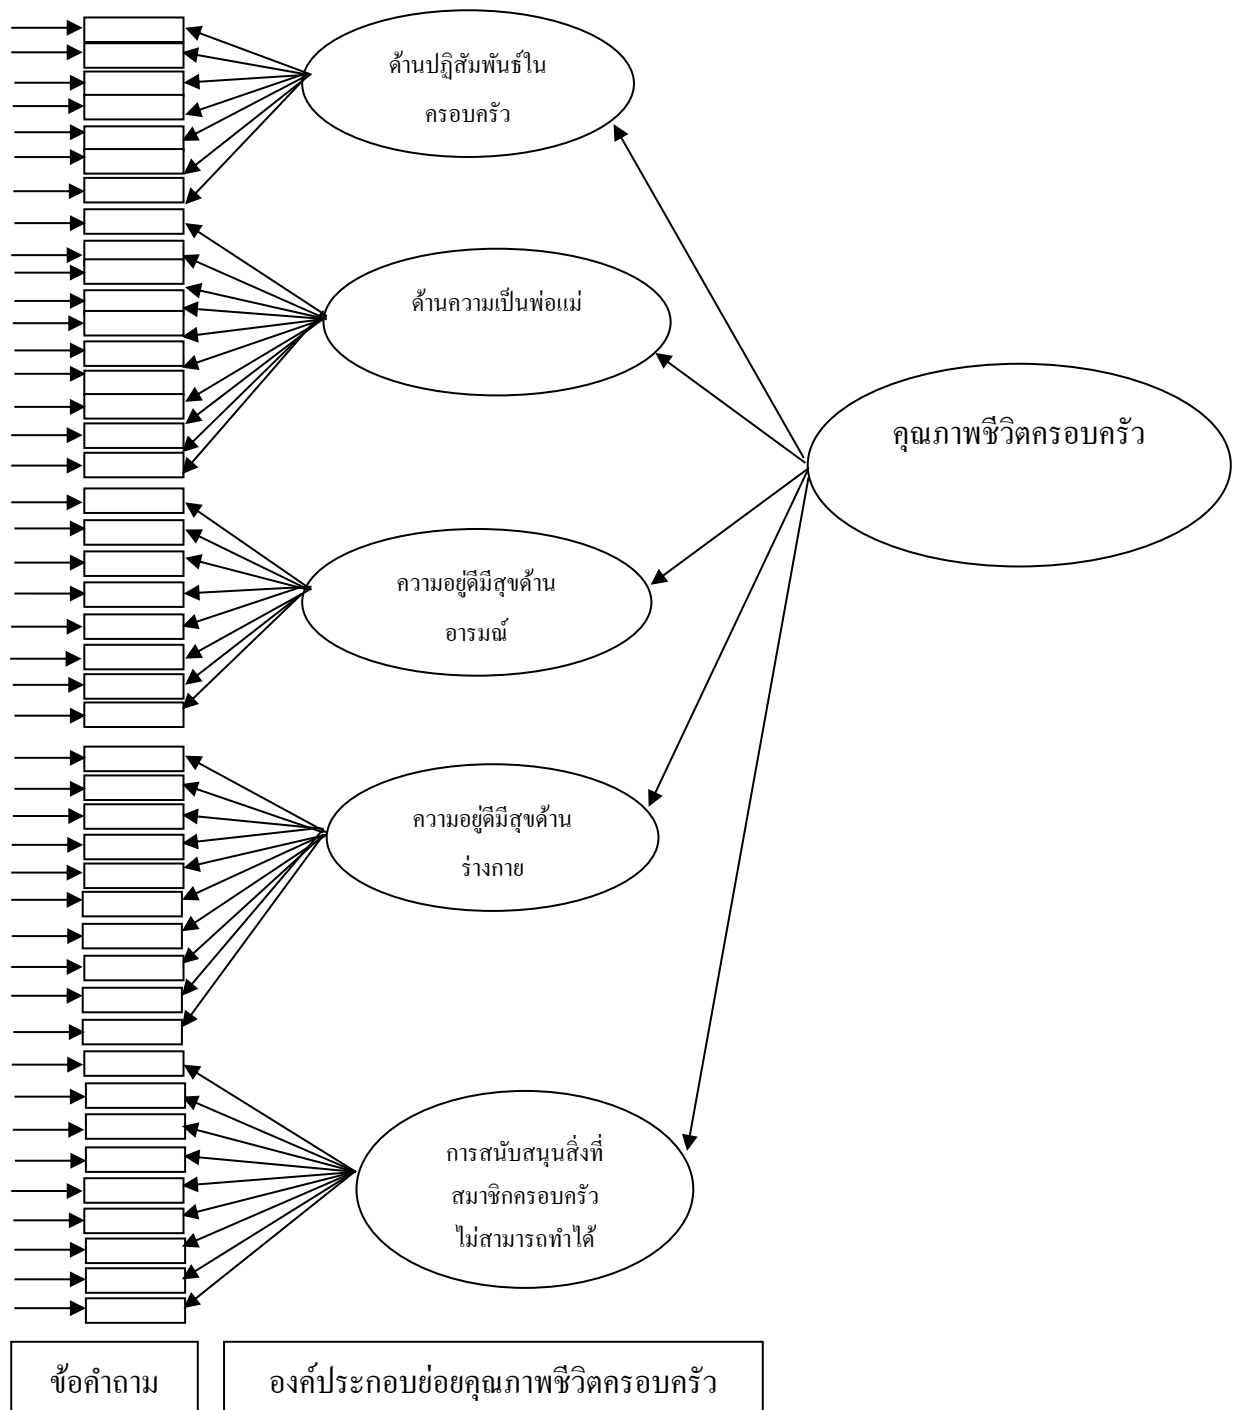 ด้านปฏิสัมพันธ์ใน
ครอบครัว
ด้านความเป็นพ่อแม่
คุณภาพชีวิตครอบครัว
ความอยู่ดีมีสุขด้าน
อารมณ์
ความอยู่ดีมีสุขด้าน
ร่างกาย
การสนับสนุนสิ่งที่
สมาชิกครอบครัว
ไม่สามารถทำได้
ข้อคำถาม
องค์ประกอบย่อยคุณภาพชีวิตครอบครัว